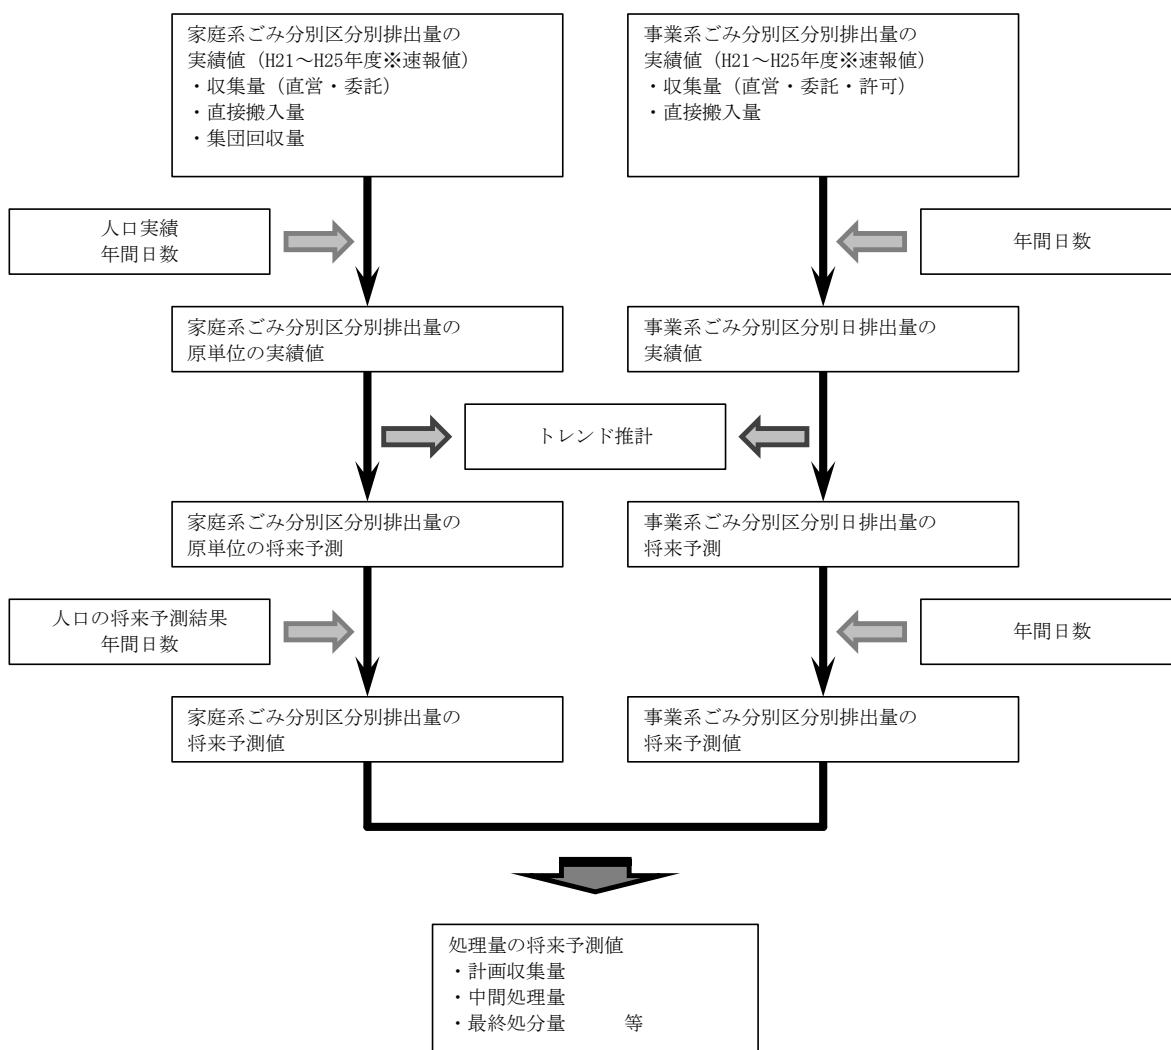 家庭系ごみ分別区分別排出量の
実績値（H21～H25年度※速報値）
・収集量（直営・委託）
・直接搬入量
・集団回収量
事業系ごみ分別区分別排出量の
実績値（H21～H25年度※速報値）
・収集量（直営・委託・許可）
・直接搬入量
人口実績
年間日数
年間日数
家庭系ごみ分別区分別排出量の
原単位の実績値
事業系ごみ分別区分別日排出量の
実績値
トレンド推計
家庭系ごみ分別区分別排出量の
原単位の将来予測
事業系ごみ分別区分別日排出量の
将来予測
人口の将来予測結果
年間日数
年間日数
家庭系ごみ分別区分別排出量の
将来予測値
事業系ごみ分別区分別排出量の
将来予測値
処理量の将来予測値
・計画収集量
・中間処理量
・最終処分量　　　等